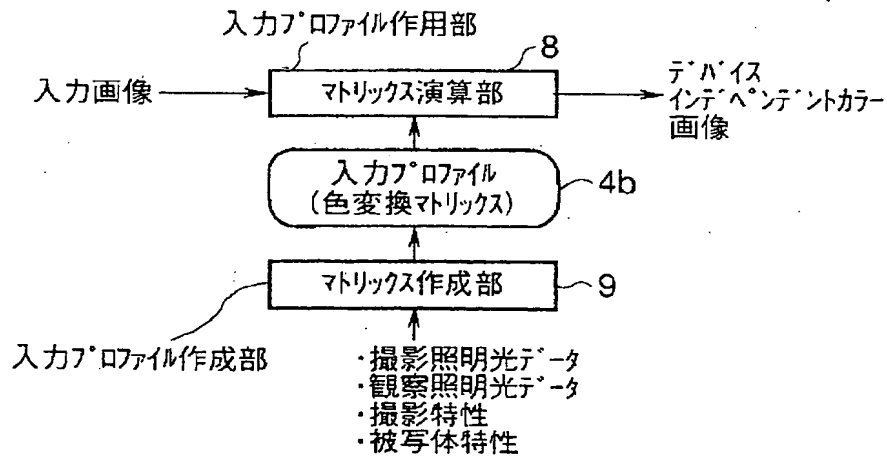 入力プロファイル作用部
8
入力画像
マトリックス演算部
デバイス
インデペンデントカラー
画像
入力プロファイル
(色変換マトリックス)
4b
マトリックス作成部
9
入力プロファイル作成部
・撮影照明光データ
・観察照明光データ
・撮影特性
・被写体特性